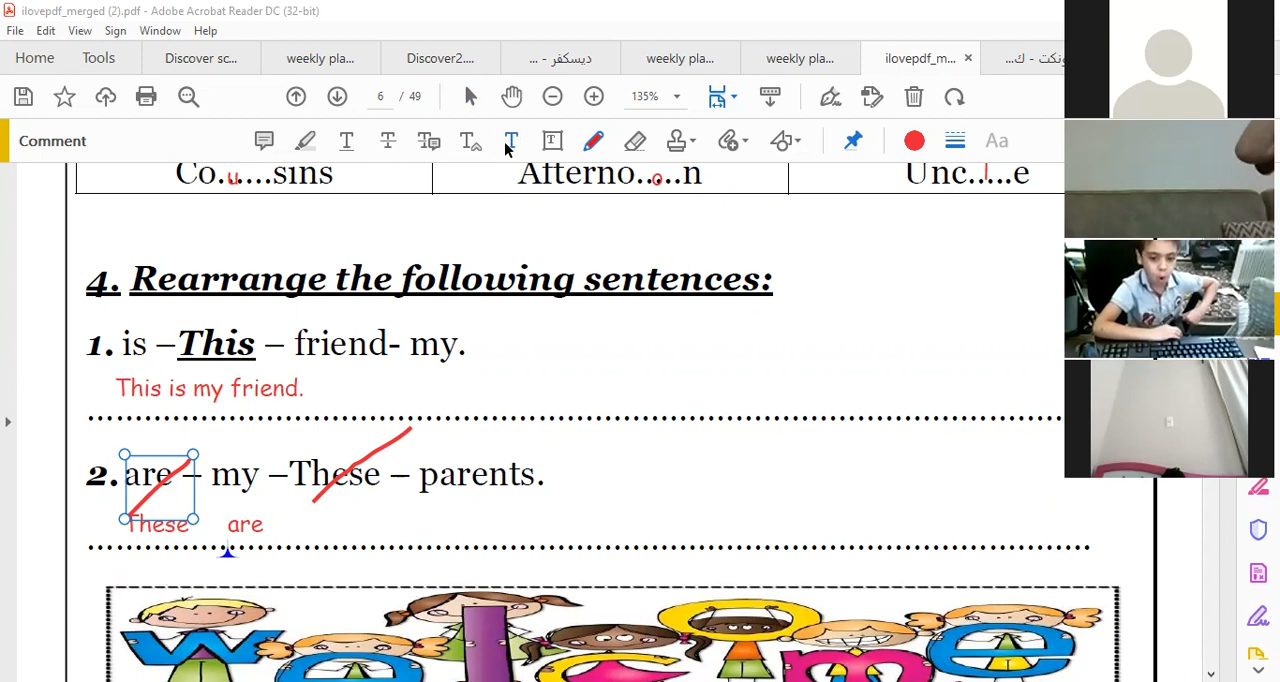 ilovepdf_merged (2).pdf - Adobe Acrobat Reader DC (32-bit)
File Edit View Sign Window Help
Home Tools Discover sc... weekly pla... Discover2.... ديسكفر - ... weekly pla... weekly pla... ilovepdf_m... ×
6 / 49 135%
Comment Aa
Co..u....sins Afterno..o...n Unc..l...e
4. Rearrange the following sentences:
1. is –This – friend- my.
This is my friend.
2. are – my –These – parents.
These are
welcome